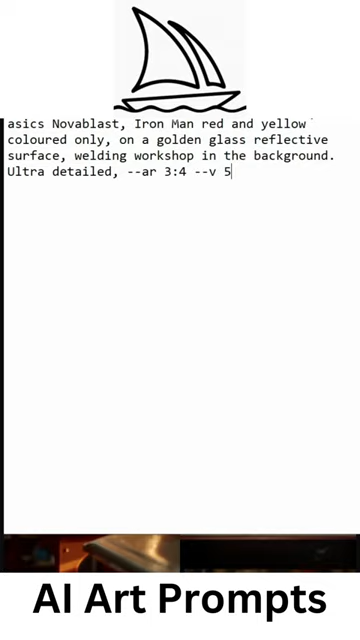 asics Novablast, Iron Man red and yellow
coloured only, on a golden glass reflective
surface, welding workshop in the background.
Ultra detailed, --ar 3:4 --v 5
AI Art Prompts